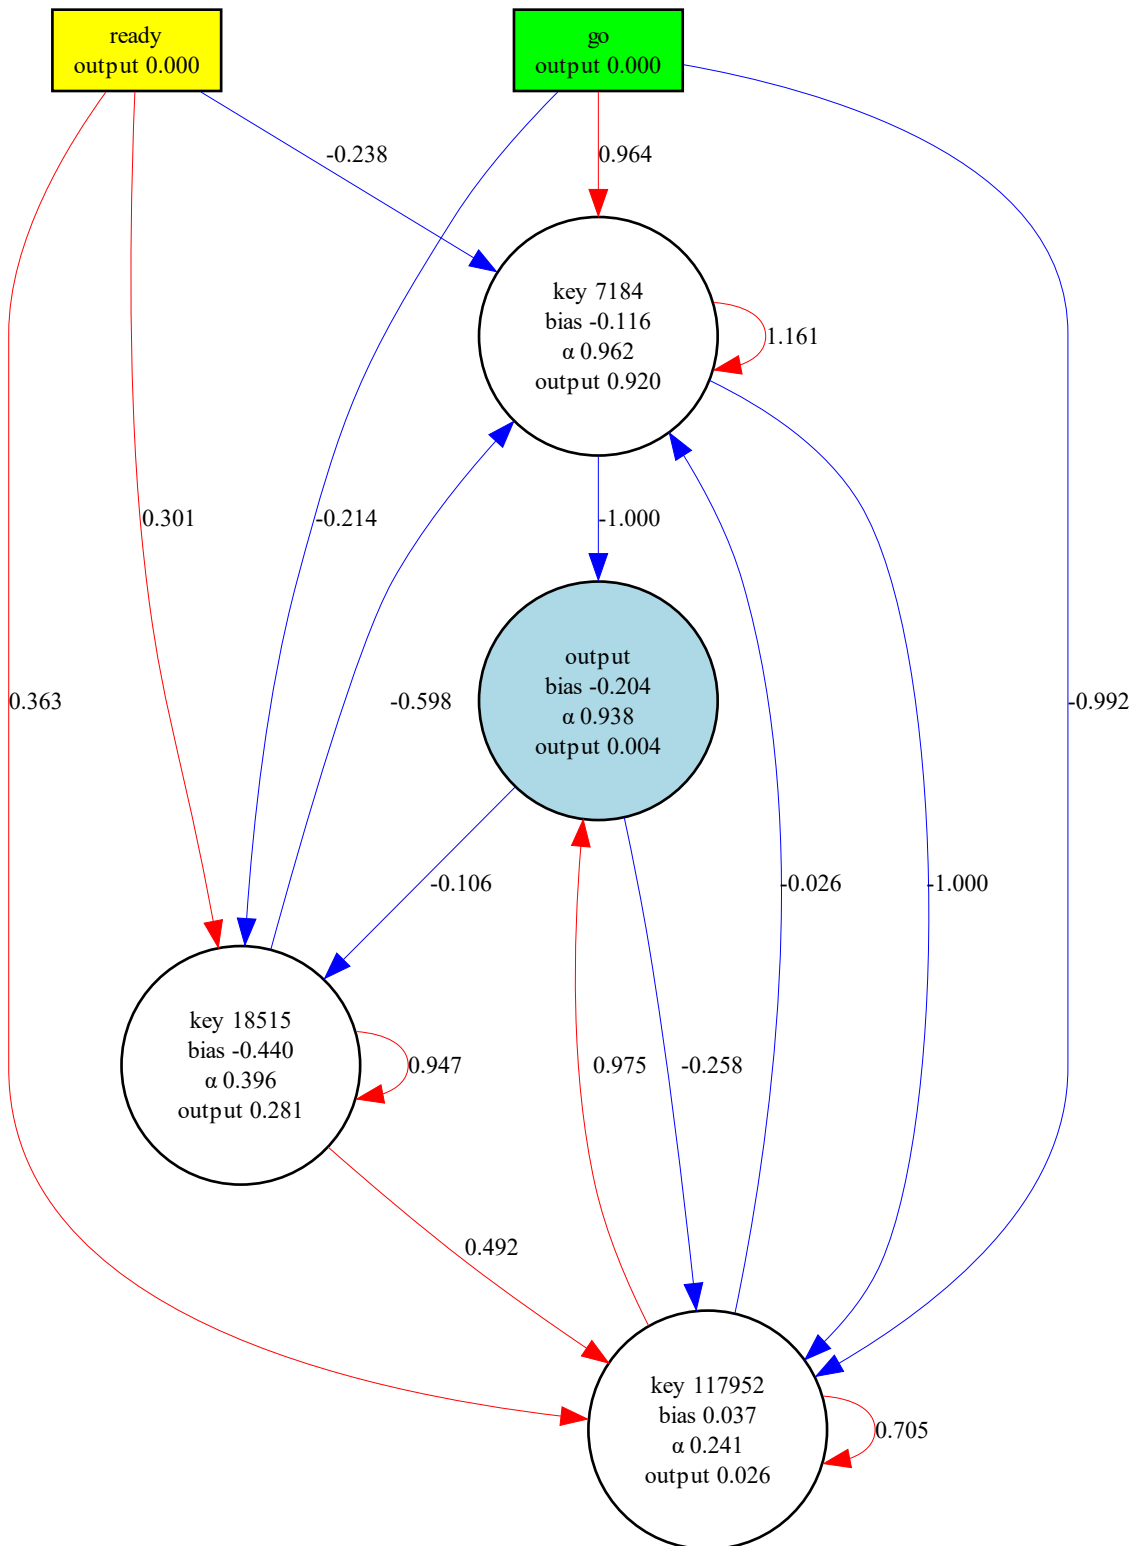 ready
output 0.000
go
output 0.000
-0.238
0.964
key 7184
bias -0.116
α 0.962
output 0.920
1.161
0.301
-0.214
-1.000
output
bias -0.204
α 0.938
output 0.004
0.363
-0.598
-0.992
-0.106
-0.026
-1.000
key 18515
bias -0.440
α 0.396
output 0.281
0.947
0.975
-0.258
0.492
key 117952
bias 0.037
α 0.241
output 0.026
0.705